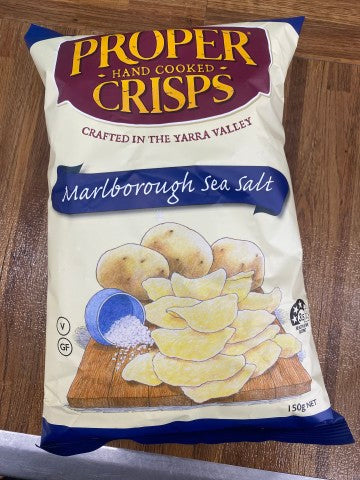 PROPER
HAND COOKED
CRISPS
CRAFTED IN THE YARRA VALLEY
Marlborough Sea Salt
V
GF
150g NET